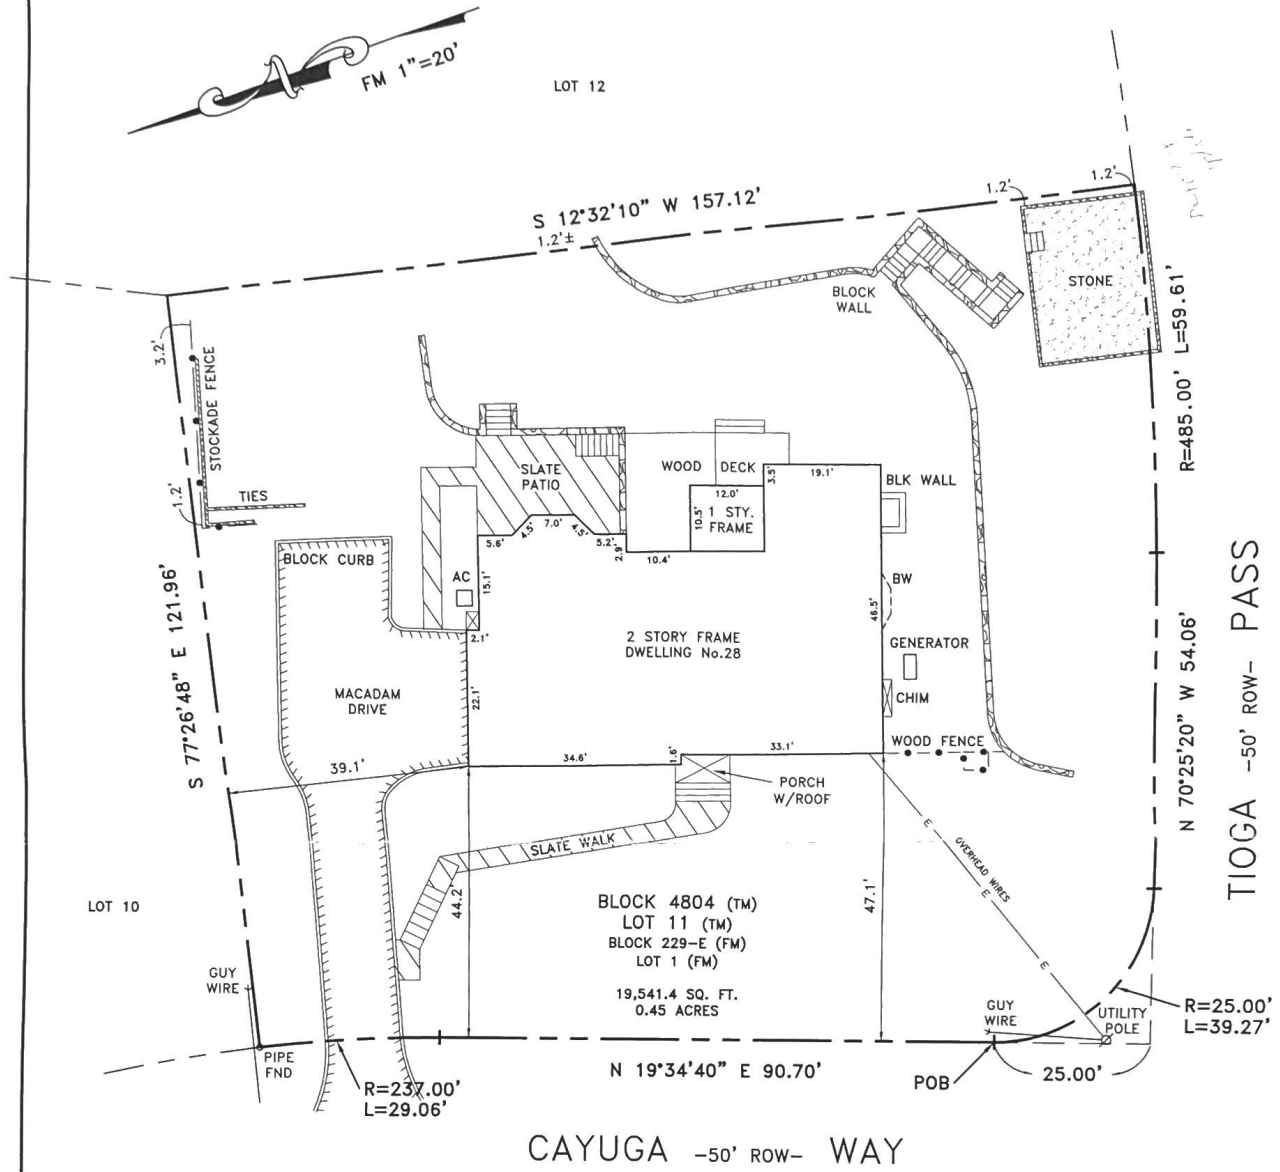 FM 1"=20'
LOT 12
S 12°32'10" W 157.12'
1.2'±
1.2'
1.2'
STONE
BLOCK
WALL
R=485.00' L=59.61'
3.2'
STOCKADE FENCE
1.2'
TIES
S 77°26'48" E 121.96'
BLOCK CURB
SLATE
PATIO
WOOD DECK
3.5'
19.1'
12.0'
10.5'
1 STY.
FRAME
BLK WALL
5.6'
4.5'
7.0'
4.5'
5.2'
2.9'
10.4'
AC
15.1'
2.1'
22.1'
2 STORY FRAME
DWELLING No.28
46.5'
BW
GENERATOR
CHIM
WOOD FENCE
MACADAM
DRIVE
39.1'
34.6'
1.6'
33.1'
PORCH
W/ROOF
SLATE WALK
OVERHEAD WIRES
E
E
E
N 70°25'20" W 54.06'
TIOGA -50' ROW- PASS
44.2'
47.1'
BLOCK 4804 (TM)
LOT 11 (TM)
BLOCK 229-E (FM)
LOT 1 (FM)
19,541.4 SQ. FT.
0.45 ACRES
LOT 10
GUY
WIRE
GUY
WIRE
UTILITY
POLE
R=25.00'
L=39.27'
PIPE
FND
R=237.00'
L=29.06'
N 19°34'40" E 90.70'
POB
25.00'
CAYUGA -50' ROW- WAY